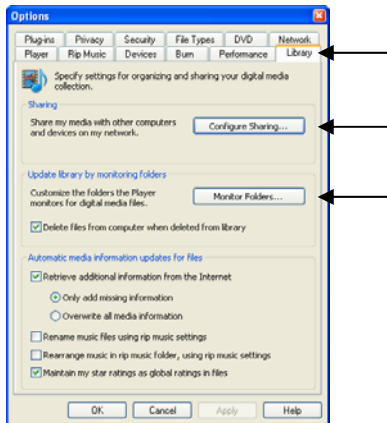 Options
Plug-ins Privacy Security File Types DVD Network
Player Rip Music Devices Burn Performance Library
Specify settings for organizing and sharing your digital media
collection.
Sharing
Share my media with other computers
and devices on my network.
Configure Sharing...
Update library by monitoring folders
Customize the folders the Player
monitors for digital media files.
Monitor Folders...
Delete files from computer when deleted from library
Automatic media information updates for files
Retrieve additional information from the Internet
Only add missing information
Overwrite all media information
Rename music files using rip music settings
Rearrange music in rip music folder, using rip music settings
Maintain my star ratings as global ratings in files
OK Cancel Apply Help